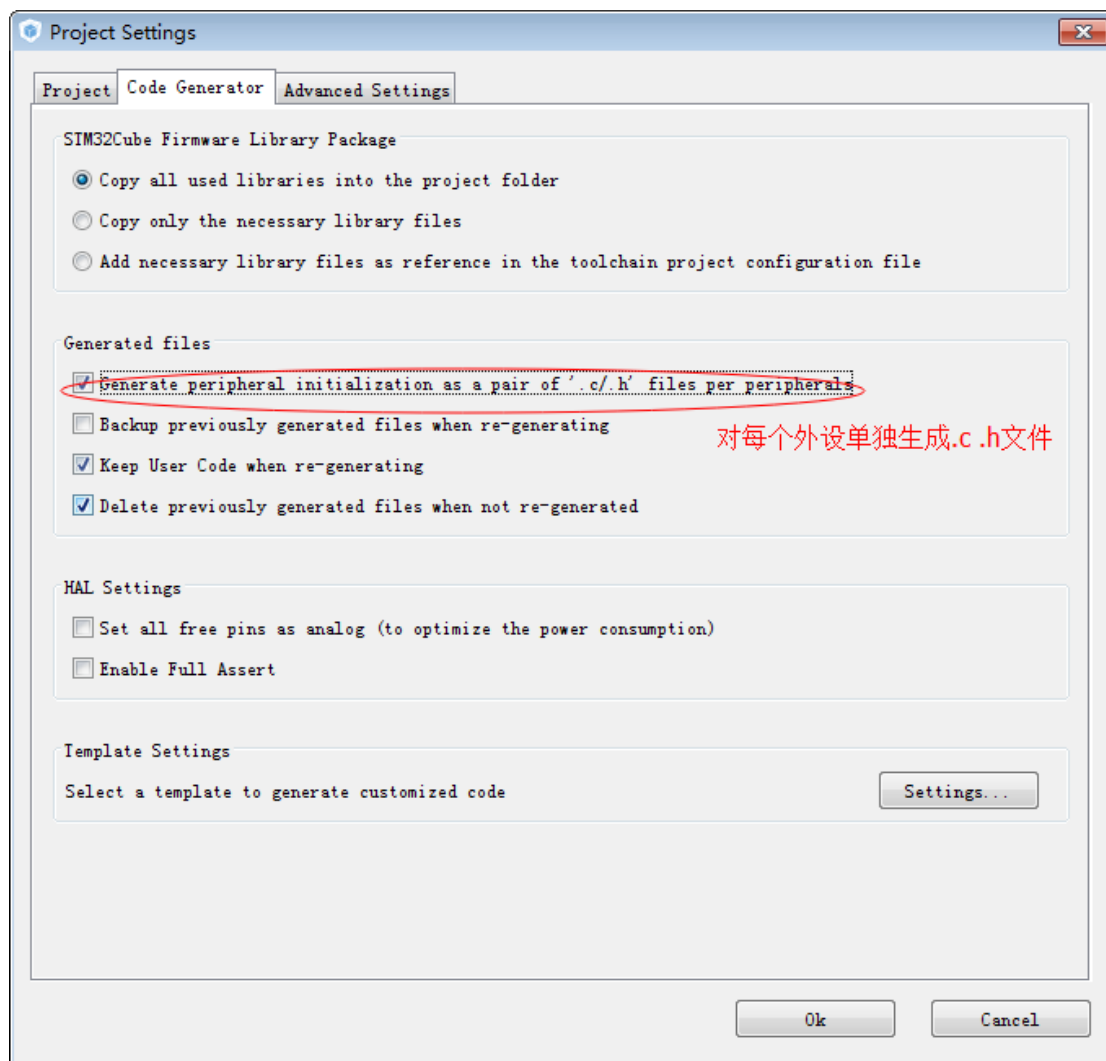 Project Settings
Project
Code Generator
Advanced Settings
STM32Cube Firmware Library Package
Copy all used libraries into the project folder
Copy only the necessary library files
Add necessary library files as reference in the toolchain project configuration file
Generated files
Generate peripheral initialization as a pair of '.c/.h' files per peripherals
Backup previously generated files when re-generating
对每个外设单独生成.c .h文件
Keep User Code when re-generating
Delete previously generated files when not re-generated
HAL Settings
Set all free pins as analog (to optimize the power consumption)
Enable Full Assert
Template Settings
Select a template to generate customized code
Settings...
Ok
Cancel